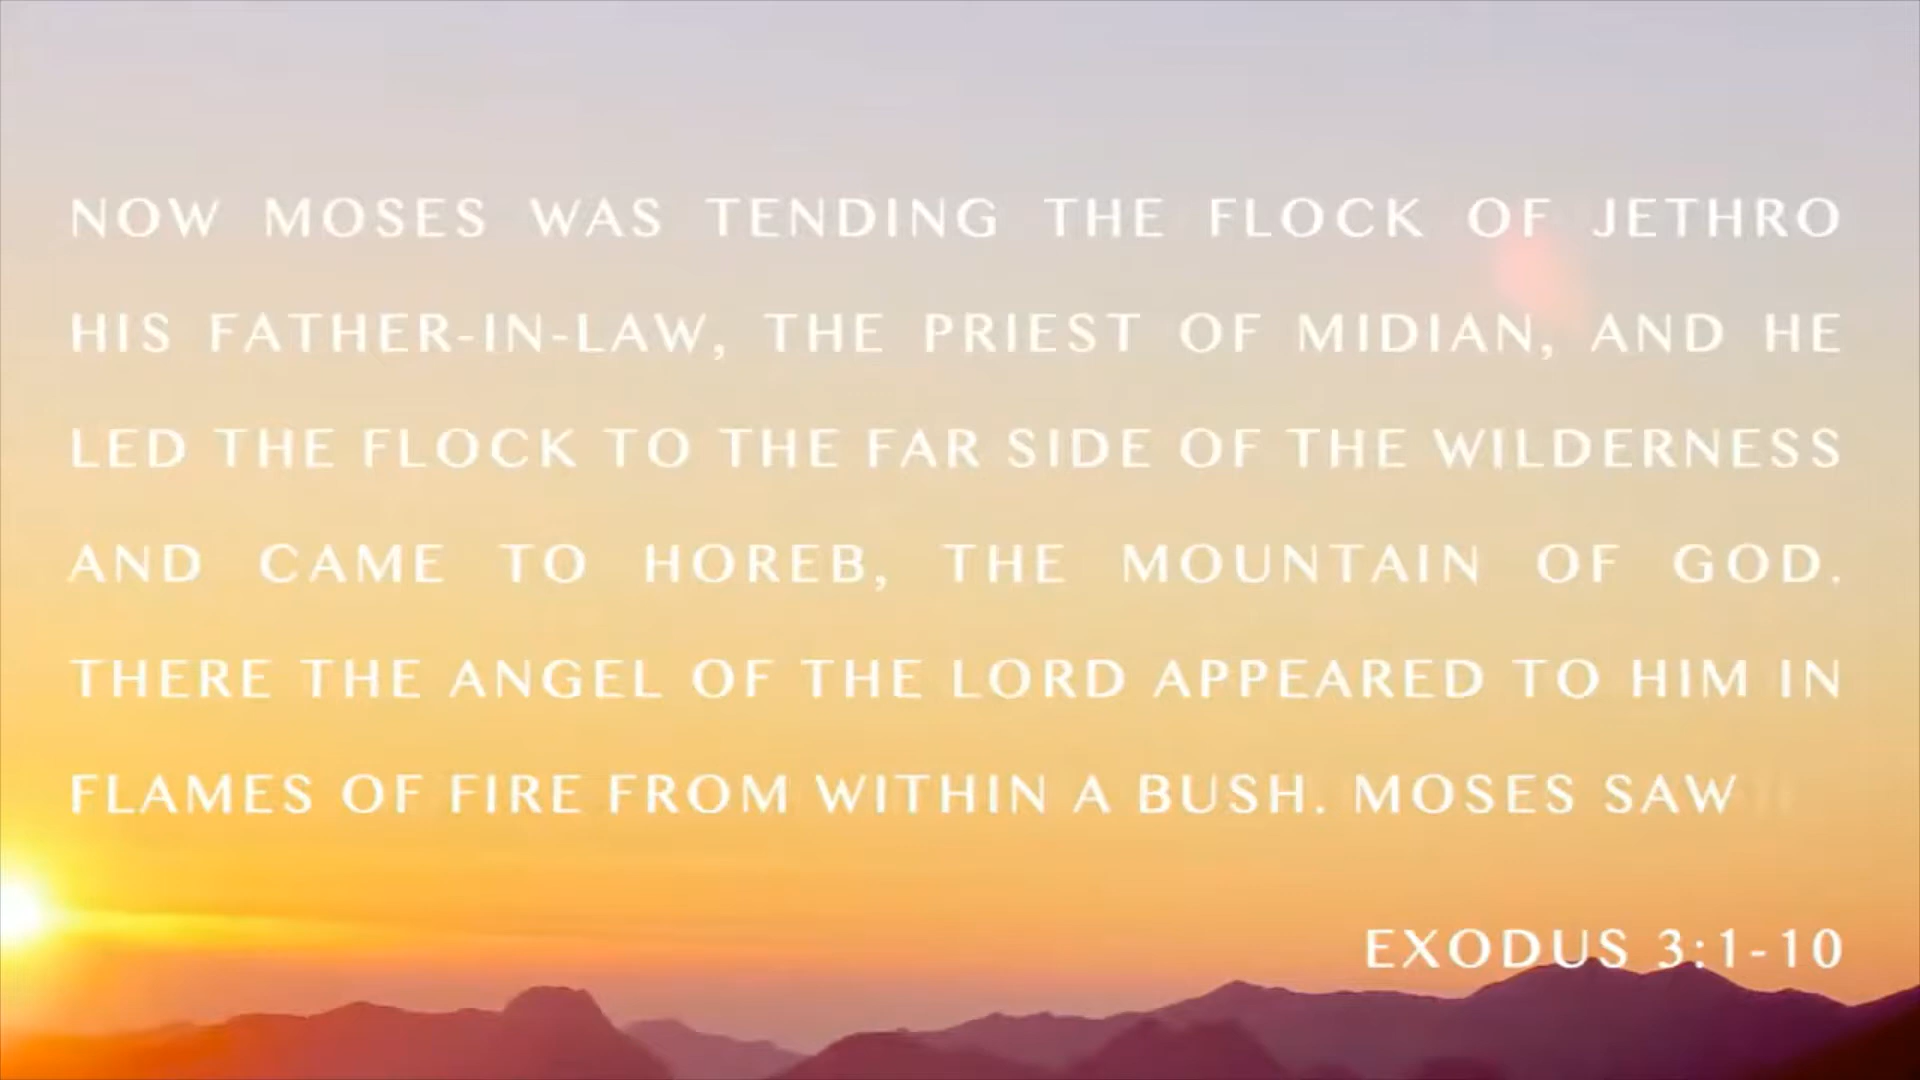 NOW MOSES WAS TENDING THE FLOCK OF JETHRO
HIS FATHER-IN-LAW, THE PRIEST OF MIDIAN, AND HE
LED THE FLOCK TO THE FAR SIDE OF THE WILDERNESS
AND CAME TO HOREB, THE MOUNTAIN OF GOD.
THERE THE ANGEL OF THE LORD APPEARED TO HIM IN
FLAMES OF FIRE FROM WITHIN A BUSH. MOSES SAW
EXODUS 3:1-10